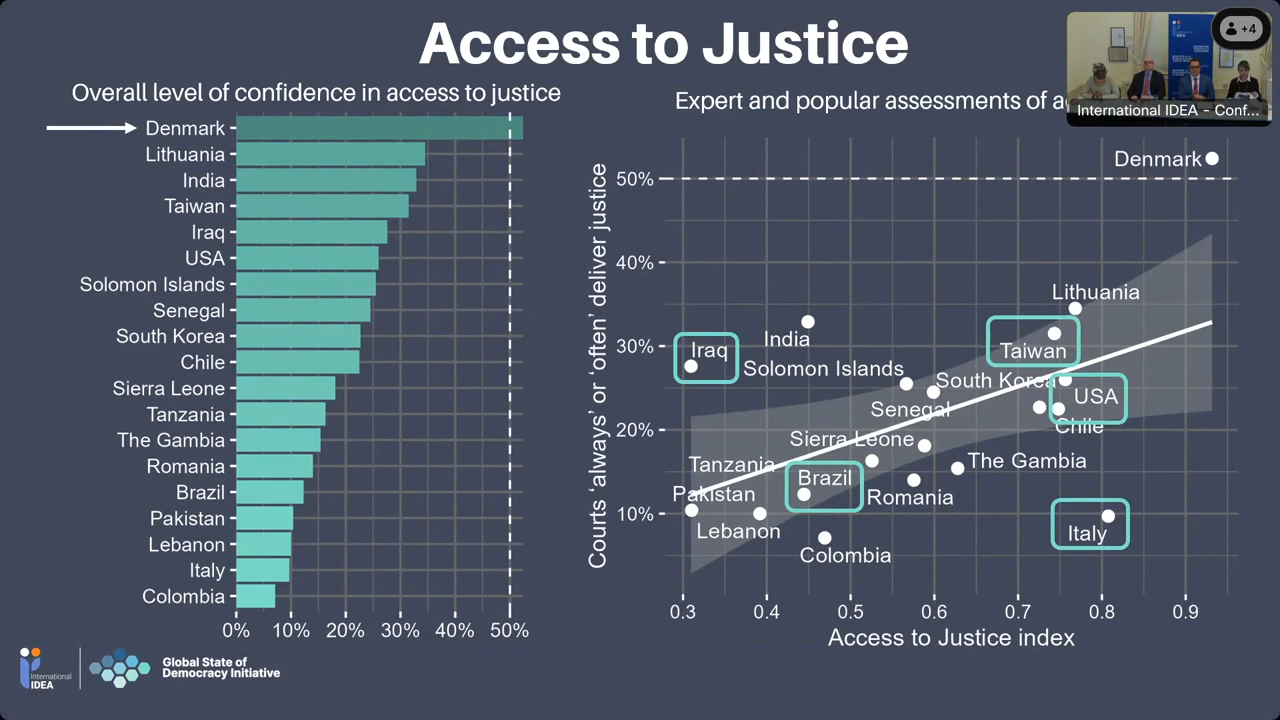 Access to Justice
Overall level of confidence in access to justice
Denmark
Lithuania
India
Taiwan
Iraq
USA
Solomon Islands
Senegal
South Korea
Chile
Sierra Leone
Tanzania
The Gambia
Romania
Brazil
Pakistan
Lebanon
Italy
Colombia
0% 10% 20% 30% 40% 50%
Expert and popular assessments of
+4
International IDEA - Conf...
Courts ‘always’ or ‘often’ deliver justice
50%
40%
30%
20%
10%
Denmark
Lithuania
India
Taiwan
Iraq
Solomon Islands
South Korea
USA
Senegal
Chile
Sierra Leone
Tanzania
The Gambia
Brazil
Pakistan
Romania
Lebanon
Italy
Colombia
0.3 0.4 0.5 0.6 0.7 0.8 0.9
Access to Justice index
International
IDEA
Global State of
Democracy Initiative